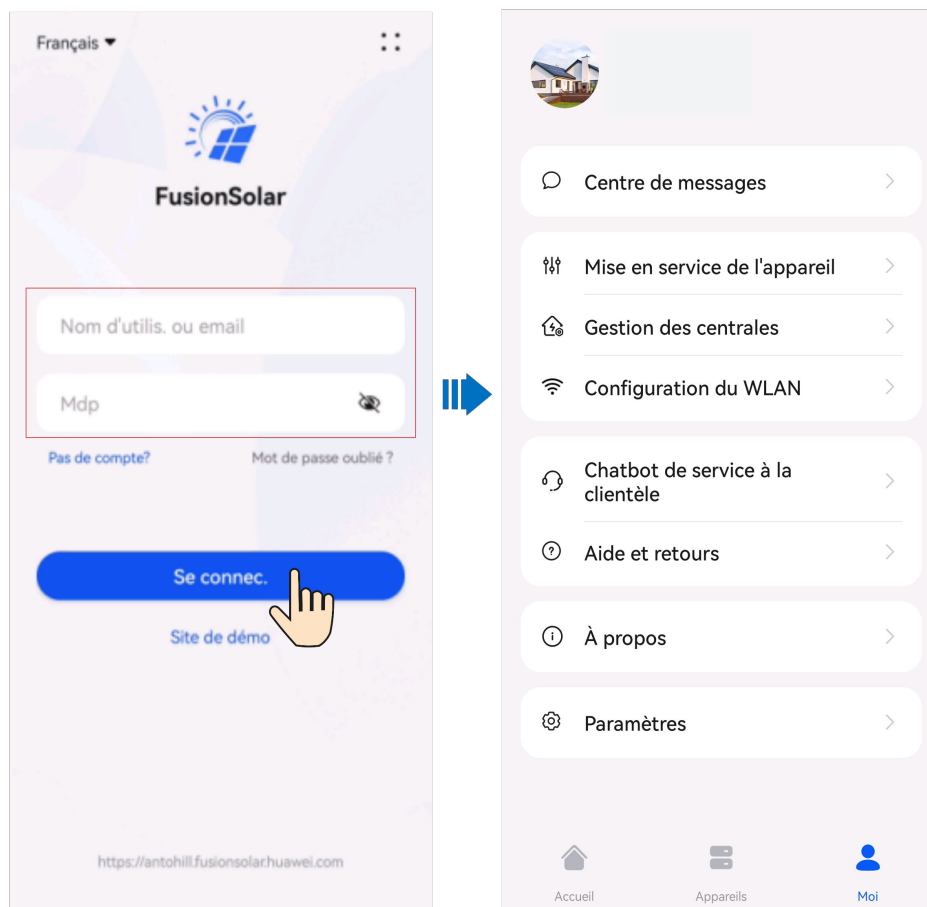 Français
FusionSolar
Nom d'utilis. ou email
Mdp
Pas de compte?
Mot de passe oublié ?
Se connec.
Site de démo
https://antohill.fusionsolar.huawei.com
Centre de messages
Mise en service de l'appareil
Gestion des centrales
Configuration du WLAN
Chatbot de service à la
clientèle
Aide et retours
À propos
Paramètres
Accueil
Appareils
Moi